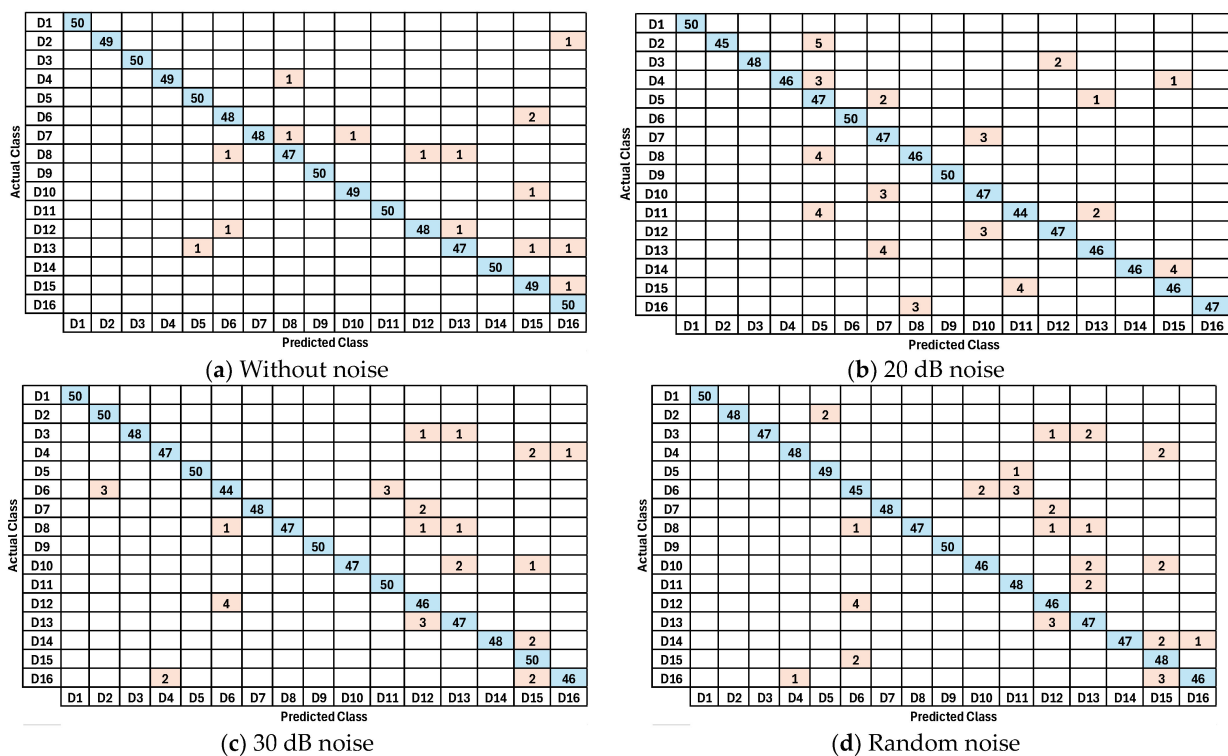 D1 50
D2 49 1
D3 50
D4 49 1
D5 50
D6 48 2
D7 48 1 1
D8 1 47 1 1
D9 50
D10 49 1
D11 50
D12 1 48 1
D13 1 47 1 1
D14 50
D15 49 1
D16 50
D1 D2 D3 D4 D5 D6 D7 D8 D9 D10 D11 D12 D13 D14 D15 D16
Actual Class
Predicted Class
(a) Without noise
D1 50
D2 45 5
D3 48 2
D4 46 3 1
D5 47 2 1
D6 50
D7 47 3
D8 4 46
D9 50
D10 3 47
D11 4 44 2
D12 3 47
D13 4 46
D14 46 4
D15 4 46
D16 3 47
D1 D2 D3 D4 D5 D6 D7 D8 D9 D10 D11 D12 D13 D14 D15 D16
Actual Class
Predicted Class
(b) 20 dB noise
D1 50
D2 50
D3 48 1 1
D4 47 2 1
D5 50
D6 3 44 3
D7 48 2
D8 1 47 1 1
D9 50
D10 47 2 1
D11 50
D12 4 46
D13 3 47
D14 48 2
D15 50
D16 2 2 46
D1 D2 D3 D4 D5 D6 D7 D8 D9 D10 D11 D12 D13 D14 D15 D16
Actual Class
Predicted Class
(c) 30 dB noise
D1 50
D2 48 2
D3 47 1 2
D4 48 2
D5 49 1
D6 45 2 3
D7 48 2
D8 1 47 1 1
D9 50
D10 46 2 2
D11 48 2
D12 4 46
D13 3 47
D14 47 2 1
D15 2 48
D16 1 3 46
D1 D2 D3 D4 D5 D6 D7 D8 D9 D10 D11 D12 D13 D14 D15 D16
Actual Class
Predicted Class
(d) Random noise